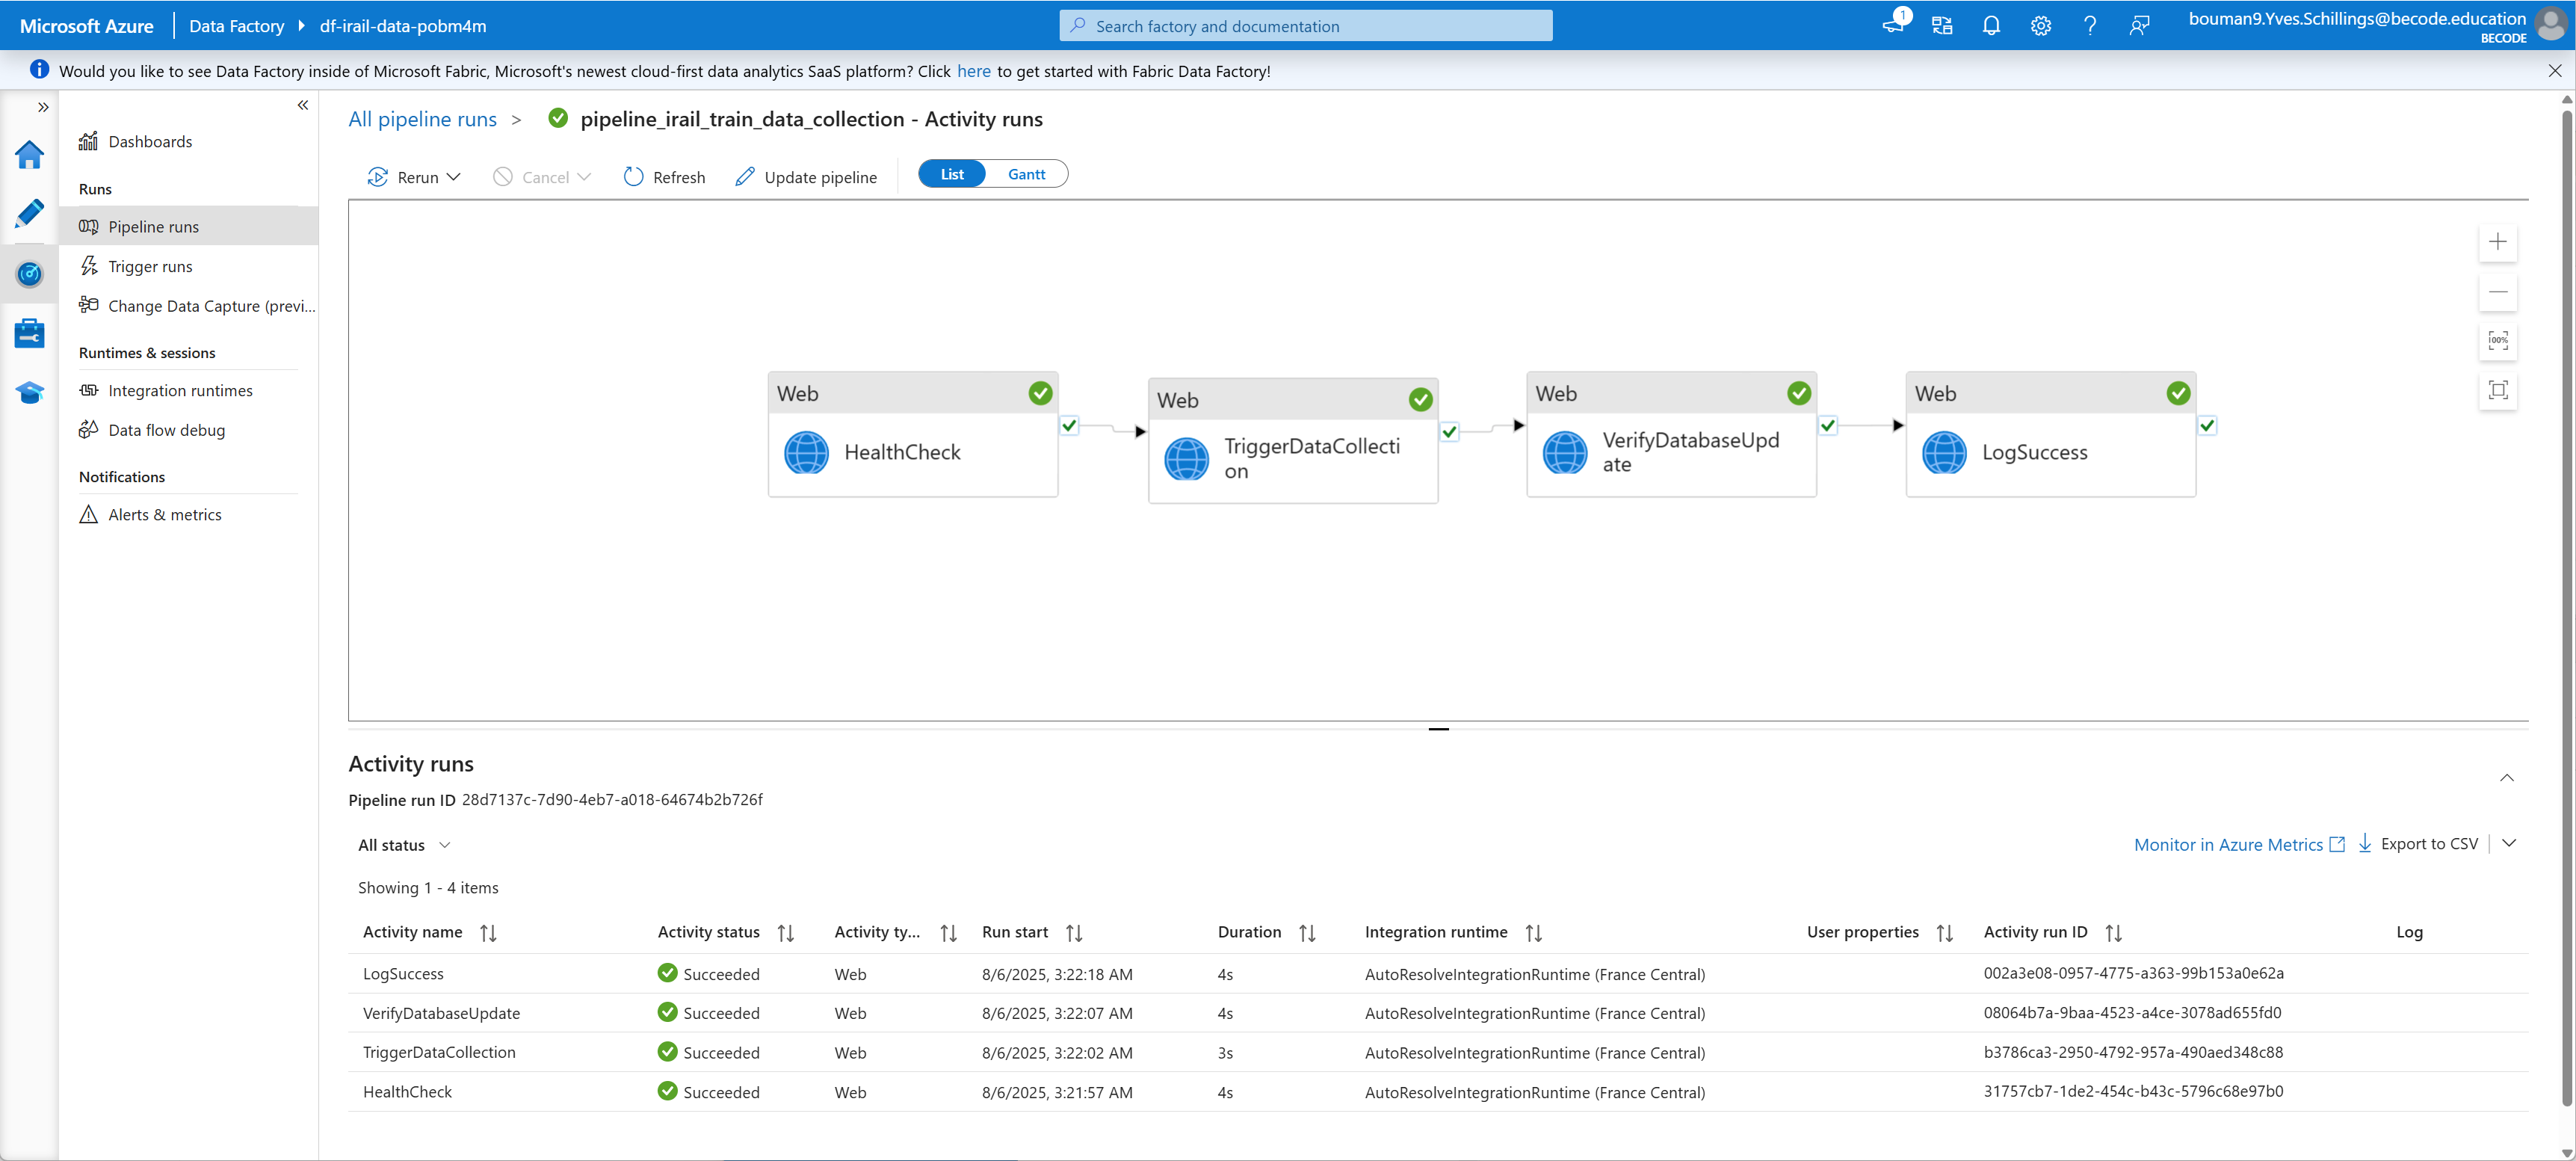 Microsoft Azure Data Factory df-irail-data-pobm4m
Search factory and documentation
1
bouman9.Yves.Schillings@becode.education
BECODE
Would you like to see Data Factory inside of Microsoft Fabric, Microsoft's newest cloud-first data analytics SaaS platform? Click here to get started with Fabric Data Factory!
Dashboards
Runs
Pipeline runs
Trigger runs
Change Data Capture (previ...
Runtimes & sessions
Integration runtimes
Data flow debug
Notifications
Alerts & metrics
All pipeline runs > pipeline_irail_train_data_collection - Activity runs
Rerun Cancel Refresh Update pipeline List Gantt
100%
Web
HealthCheck
Web
TriggerDataCollecti
on
Web
VerifyDatabaseUpd
ate
Web
LogSuccess
Activity runs
Pipeline run ID 28d7137c-7d90-4eb7-a018-64674b2b726f
All status
Monitor in Azure Metrics Export to CSV
Showing 1 - 4 items
Activity name Activity status Activity ty... Run start Duration Integration runtime User properties Activity run ID Log
LogSuccess Succeeded Web 8/6/2025, 3:22:18 AM 4s AutoResolveIntegrationRuntime (France Central) 002a3e08-0957-4775-a363-99b153a0e62a
VerifyDatabaseUpdate Succeeded Web 8/6/2025, 3:22:07 AM 4s AutoResolveIntegrationRuntime (France Central) 08064b7a-9baa-4523-a4ce-3078ad655fd0
TriggerDataCollection Succeeded Web 8/6/2025, 3:22:02 AM 3s AutoResolveIntegrationRuntime (France Central) b3786ca3-2950-4792-957a-490aed348c88
HealthCheck Succeeded Web 8/6/2025, 3:21:57 AM 4s AutoResolveIntegrationRuntime (France Central) 31757cb7-1de2-454c-b43c-5796c68e97b0